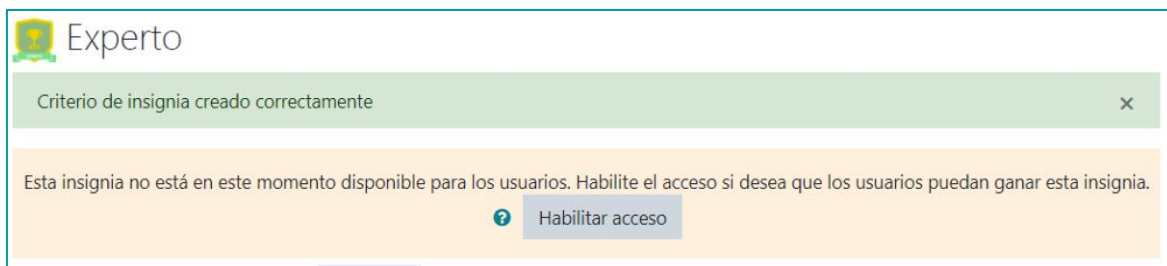 Experto
Criterio de insignia creado correctamente ×
Esta insignia no está en este momento disponible para los usuarios. Habilite el acceso si desea que los usuarios puedan ganar esta insignia.
? Habilitar acceso